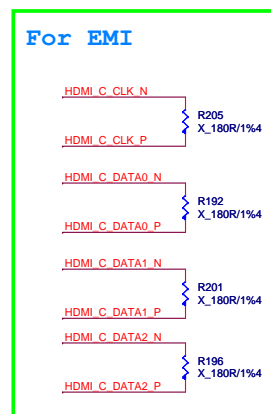 For EMI
HDMI_C_CLK_N
R205
X_180R/1%4
HDMI_C_CLK_P
HDMI_C_DATA0_N
R192
X_180R/1%4
HDMI_C_DATA0_P
HDMI_C_DATA1_N
R201
X_180R/1%4
HDMI_C_DATA1_P
HDMI_C_DATA2_N
R196
X_180R/1%4
HDMI_C_DATA2_P